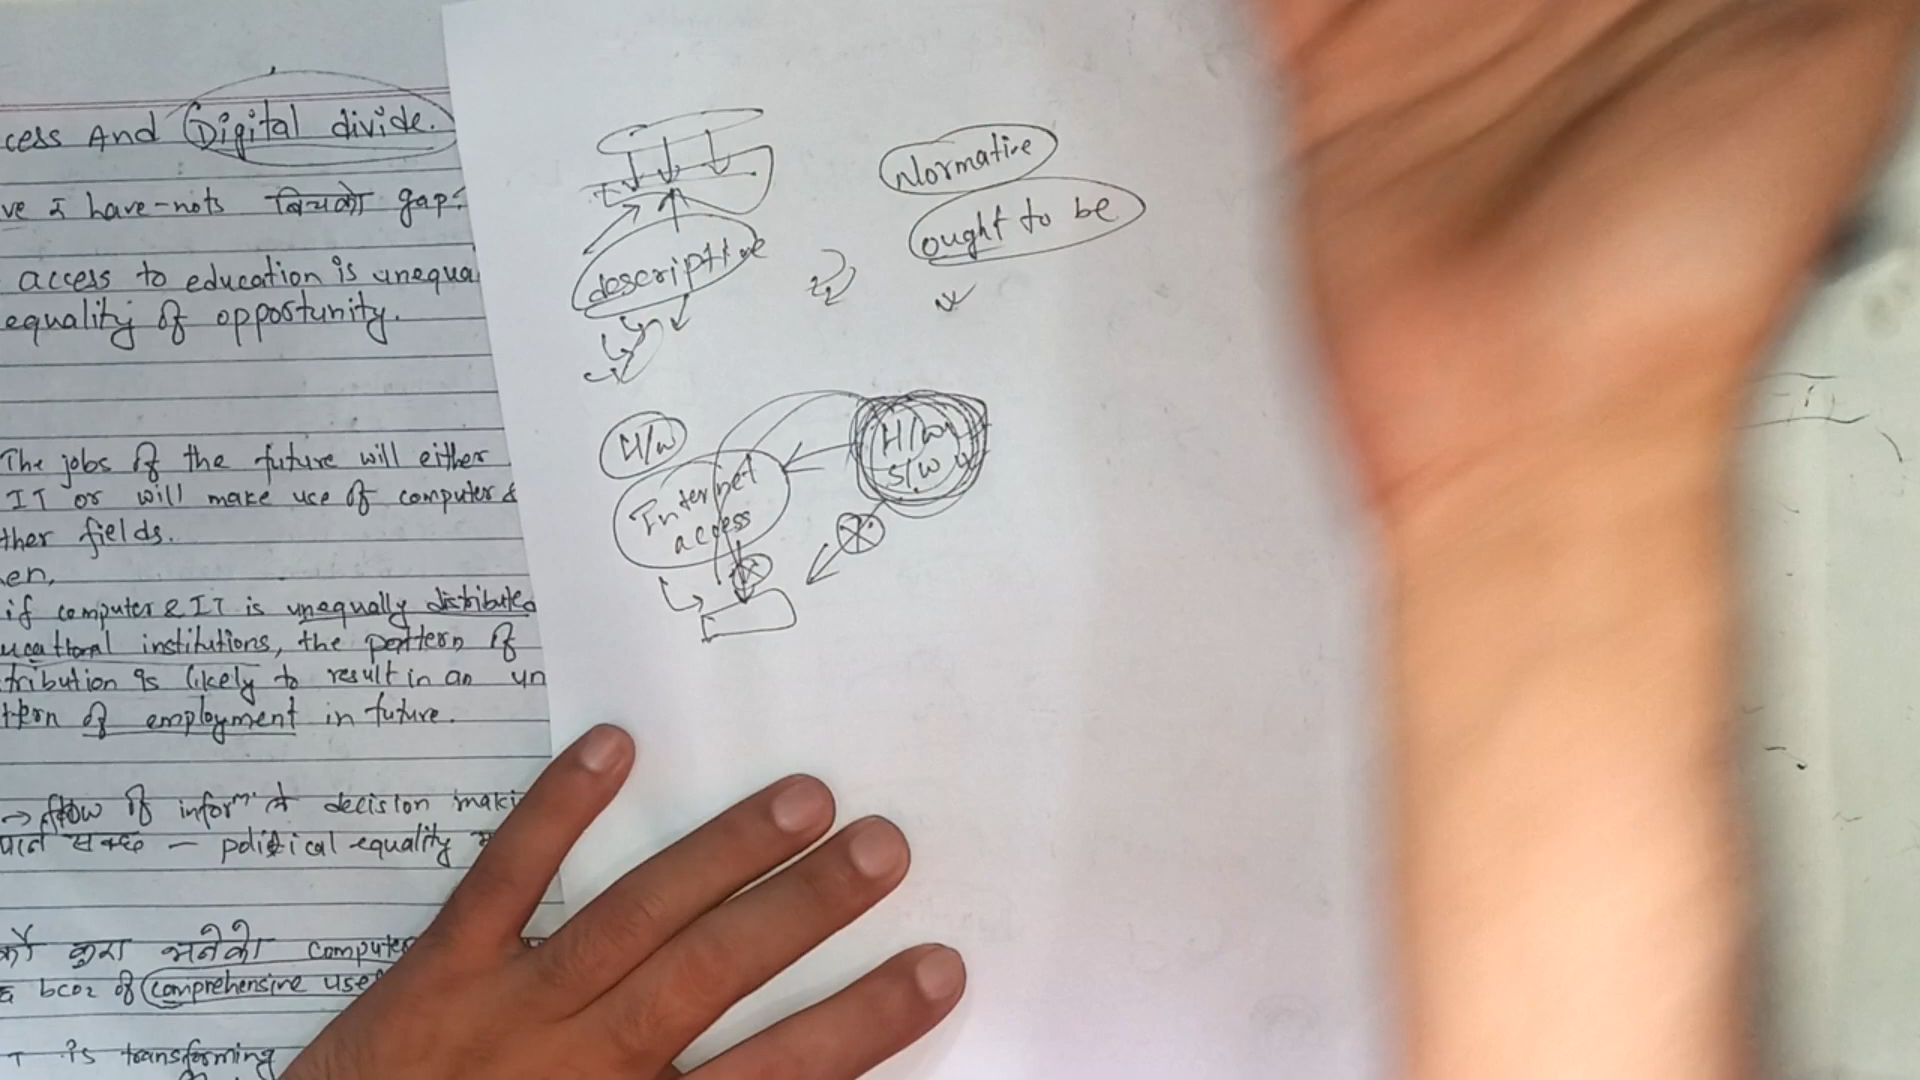 cess And Digital divide.
ve र have-nots बिचको gap
access to education is unequa
equality of oppostunity.
The jobs of the future will either
IT or will make use of computer &
ther fields.
en,
if computer & IT is unequally distributed
ucattonal institutions, the pattern of
tribution is likely to result in an un
ttern of employment in future.
→ flow of inforᵐ र decision maki
पार्न सक्छ - political equality
को कुरा भनेको computer
bcoz of comprehensive use
is transforming
descriptive
Normative
ought to be
H/w
Internet
access
H/w
S/w